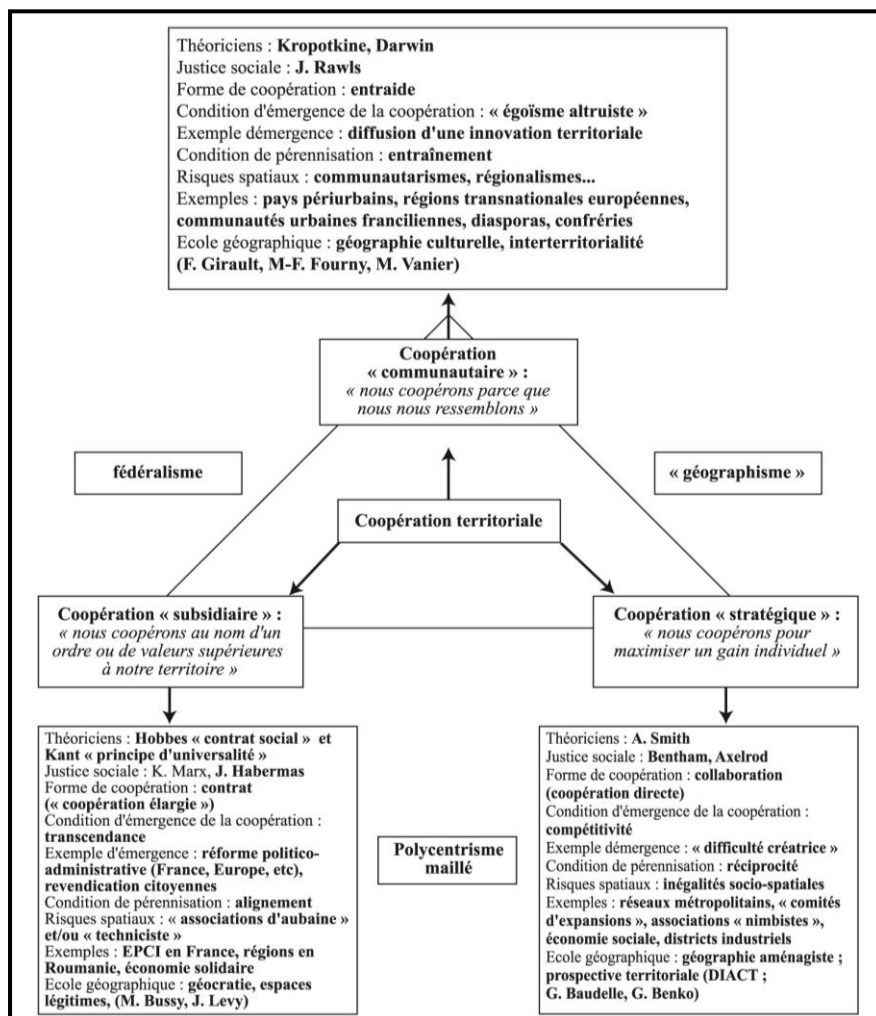 Théoriciens : Kropotkine, Darwin
Justice sociale : J. Rawls
Forme de coopération : entraide
Condition d'émergence de la coopération : « égoïsme altruiste »
Exemple démergence : diffusion d'une innovation territoriale
Condition de pérennisation : entraînement
Risques spatiaux : communautarismes, régionalismes...
Exemples : pays périurbains, régions transnationales européennes,
communautés urbaines franciliennes, diasporas, confréries
Ecole géographique : géographie culturelle, interterritorialité
(F. Girault, M-F. Fourny, M. Vanier)
Coopération
« communautaire » :
« nous coopérons parce que
nous nous ressemblons »
fédéralisme
« géographisme »
Coopération territoriale
Coopération « subsidiaire » :
« nous coopérons au nom d'un
ordre ou de valeurs supérieures
à notre territoire »
Coopération « stratégique » :
« nous coopérons pour
maximiser un gain individuel »
Théoriciens : Hobbes « contrat social » et
Kant « principe d'universalité »
Justice sociale : K. Marx, J. Habermas
Forme de coopération : contrat
(« coopération élargie »)
Condition d'émergence de la coopération :
transcendance
Exemple d'émergence : réforme politico-
administrative (France, Europe, etc),
revendication citoyennes
Condition de pérennisation : alignement
Risques spatiaux : « associations d'aubaine »
et/ou « techniciste »
Exemples : EPCI en France, régions en
Roumanie, économie solidaire
Ecole géographique : géocratie, espaces
légitimes, (M. Bussy, J. Levy)
Polycentrisme
maillé
Théoriciens : A. Smith
Justice sociale : Bentham, Axelrod
Forme de coopération : collaboration
(coopération directe)
Condition d'émergence de la coopération :
compétitivité
Exemple démergence : « difficulté créatrice »
Condition de pérennisation : réciprocité
Risques spatiaux : inégalités socio-spatiales
Exemples : réseaux métropolitains, « comités
d'expansions », associations « nimbistes »,
économie sociale, districts industriels
Ecole géographique : géographie aménagiste ;
prospective territoriale (DIACT ;
G. Baudelle, G. Benko)